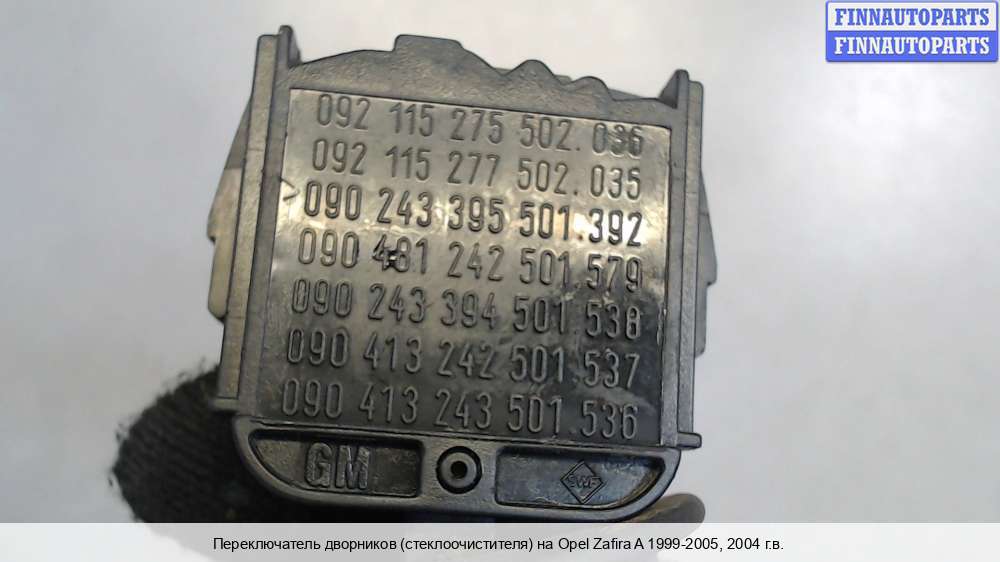 FINNAUTOPARTS
FINNAUTOPARTS
092 115 275 502.036
092 115 277 502.035
>090 243 395 501.392
090 481 242 501.579
090 243 394 501.538
090 413 242 501.537
090 413 243 501.536
GM
SWF
Переключатель дворников (стеклоочистителя) на Opel Zafira A 1999-2005, 2004 г.в.